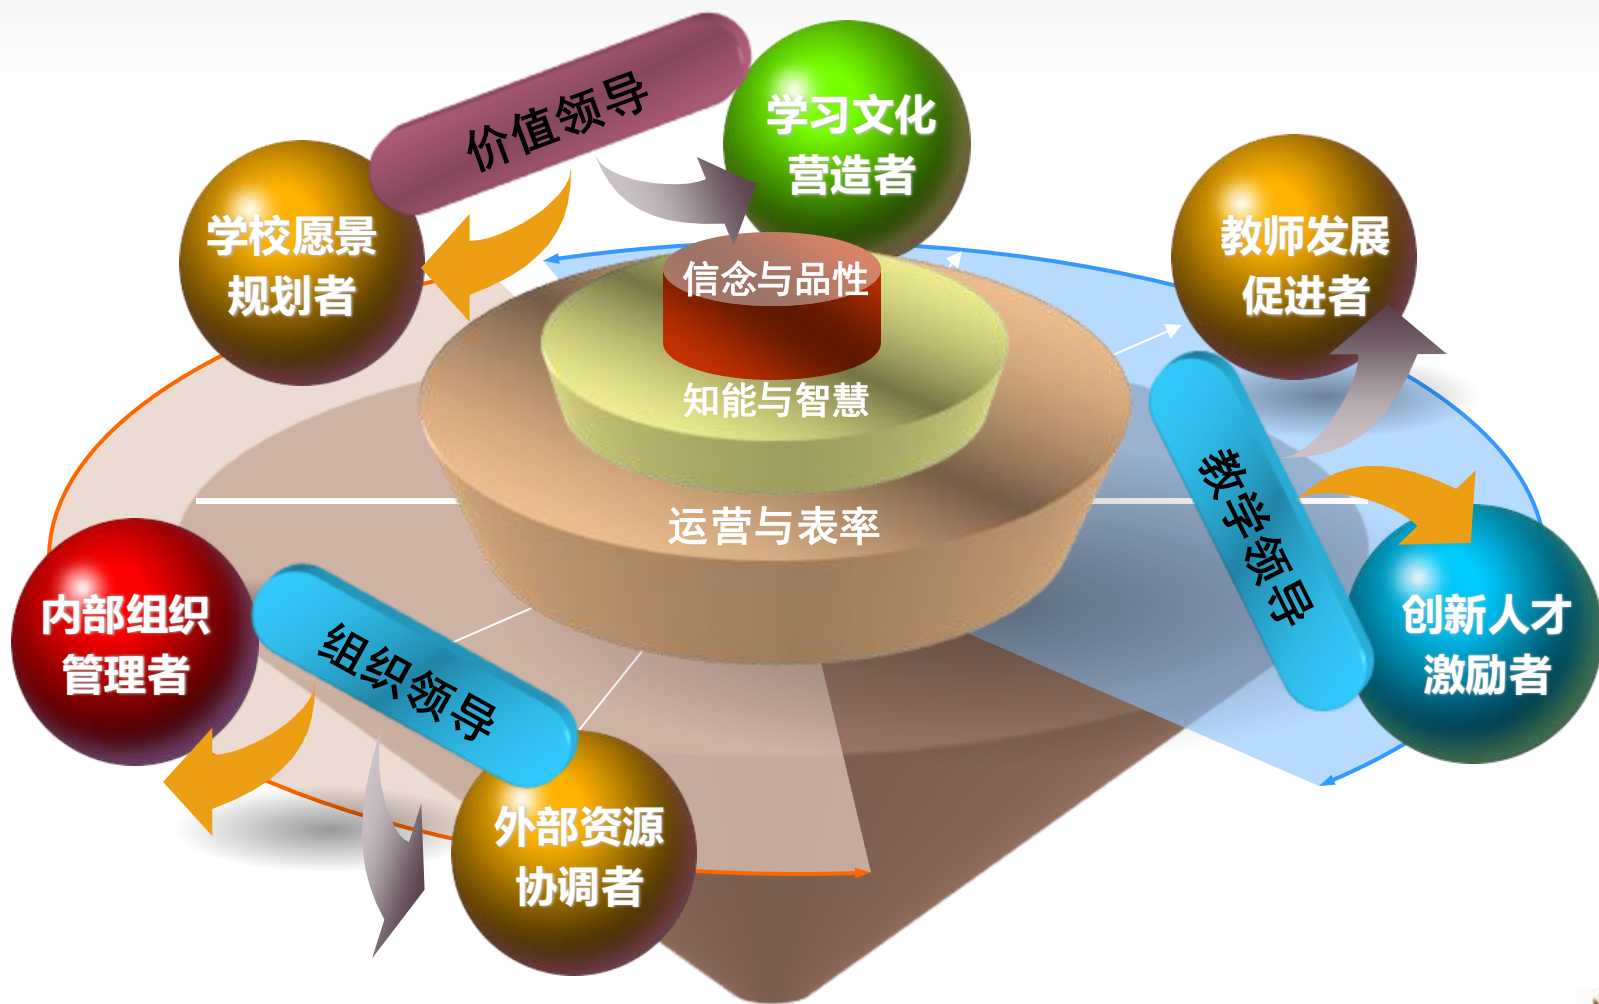 价值领导
学习文化
营造者
学校愿景
规划者
教师发展
促进者
信念与品性
知能与智慧
运营与表率
教学领导
内部组织
管理者
组织领导
创新人才
激励者
外部资源
协调者